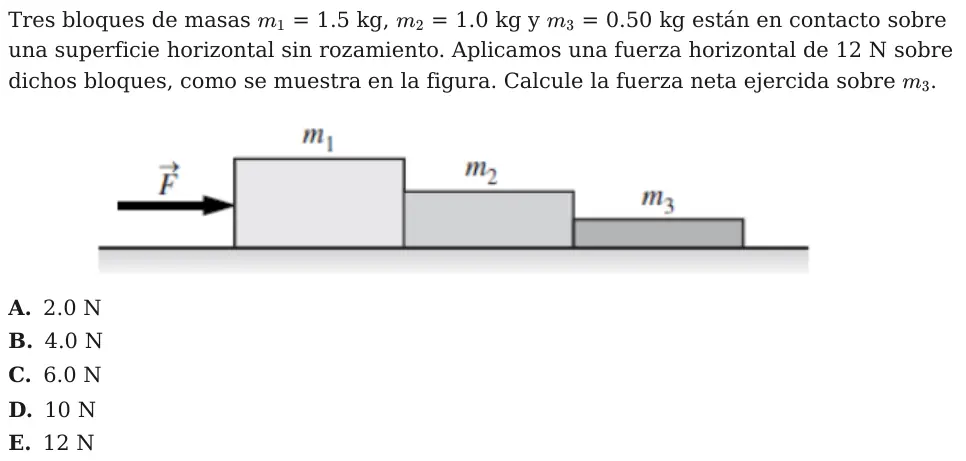 Tres bloques de masas m₁ = 1.5 kg, m₂ = 1.0 kg y m₃ = 0.50 kg están en contacto sobre
una superficie horizontal sin rozamiento. Aplicamos una fuerza horizontal de 12 N sobre
dichos bloques, como se muestra en la figura. Calcule la fuerza neta ejercida sobre m₃.
m₁
m₂
F⃗
m₃
A. 2.0 N
B. 4.0 N
C. 6.0 N
D. 10 N
E. 12 N